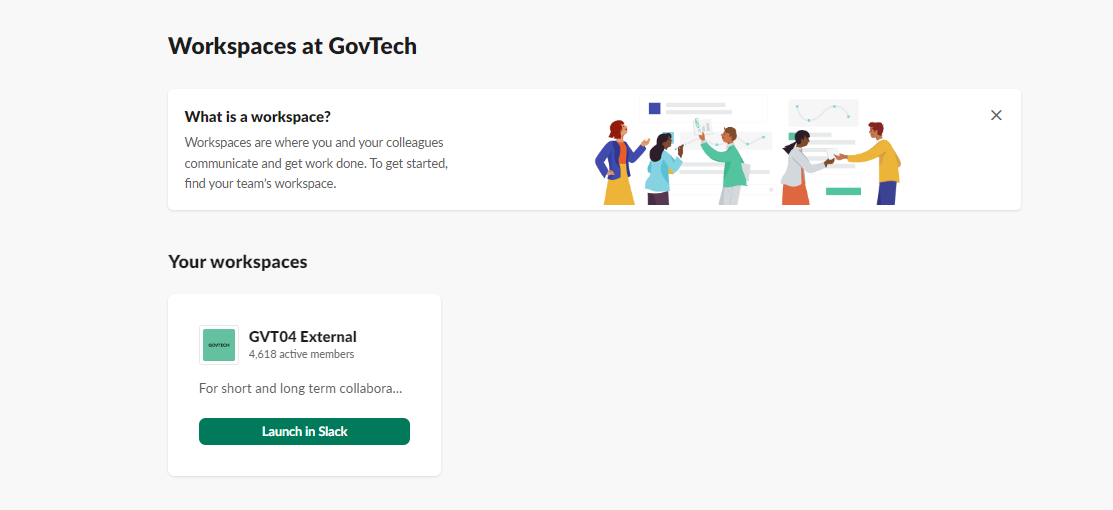 Workspaces at GovTech
What is a workspace?
Workspaces are where you and your colleagues
communicate and get work done. To get started,
find your team's workspace.
Your workspaces
GOVTECH
GVT04 External
4,618 active members
For short and long term collabora...
Launch in Slack